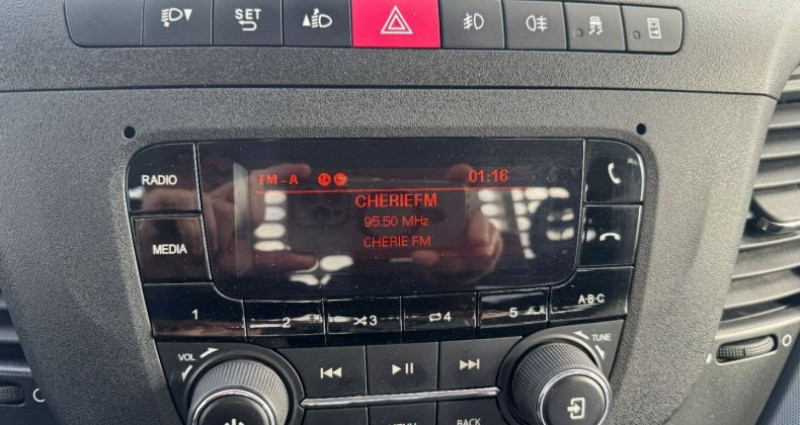 SET
RADIO
FM - A
01:16
CHERIEFM
95.50 MHz
CHERIE FM
MEDIA
1
2
3
4
5
A-B-C
VOL
TUNE
BACK